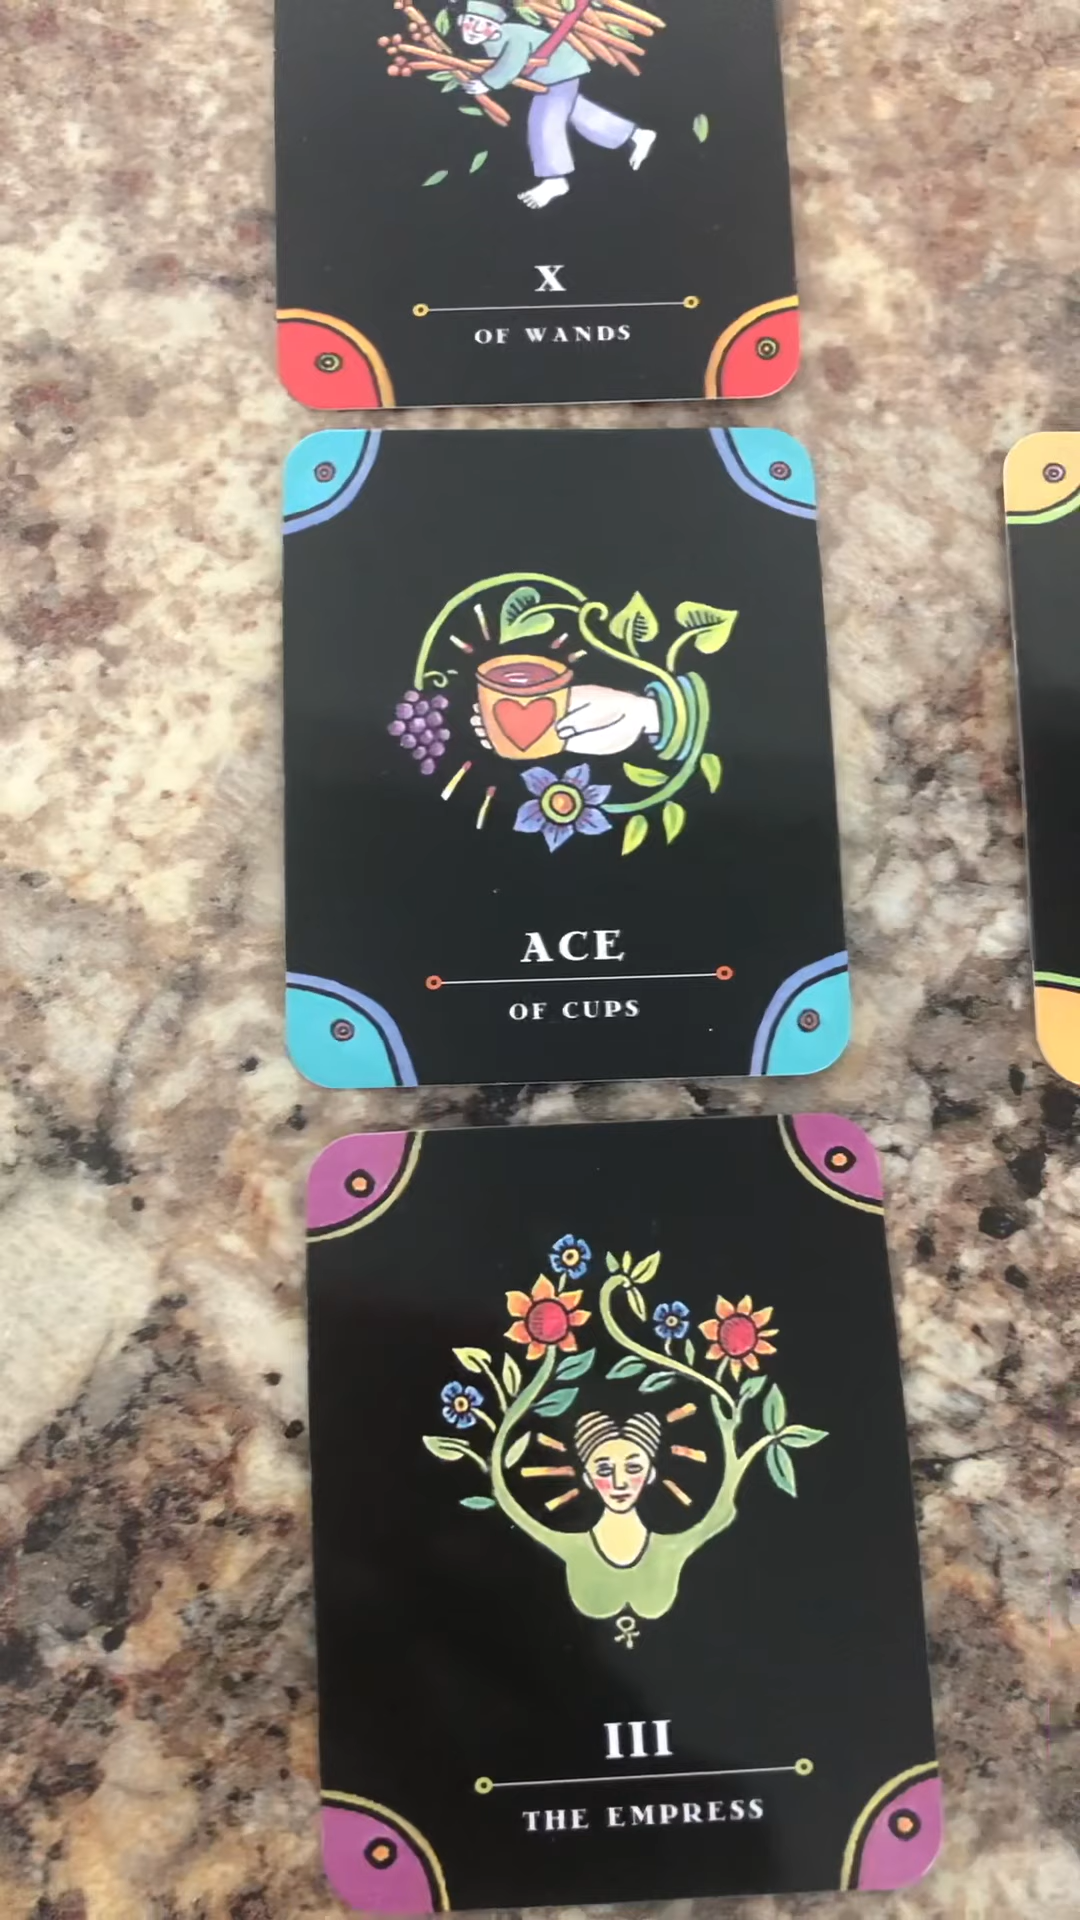 X
OF WANDS
ACE
OF CUPS
III
THE EMPRESS